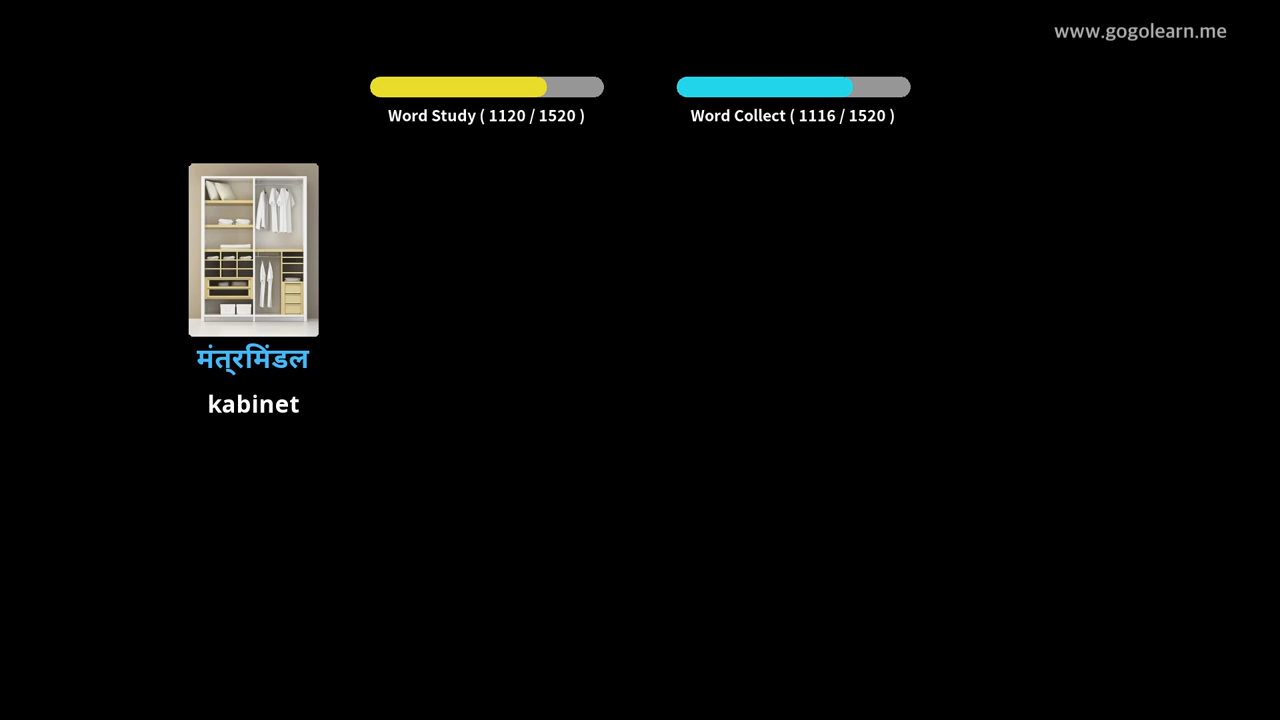 www.gogolearn.me
Word Study ( 1120 / 1520 )
Word Collect ( 1116 / 1520 )
मंत्रमिंडल
kabinet